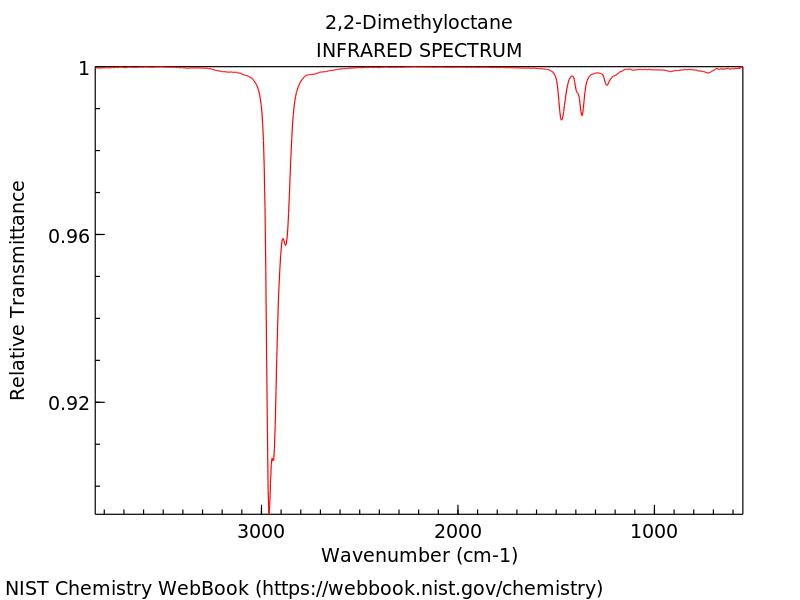 2,2-Dimethyloctane
INFRARED SPECTRUM
1
0.96
0.92
Relative Transmittance
3000 2000 1000
Wavenumber (cm-1)
NIST Chemistry WebBook (https://webbook.nist.gov/chemistry)